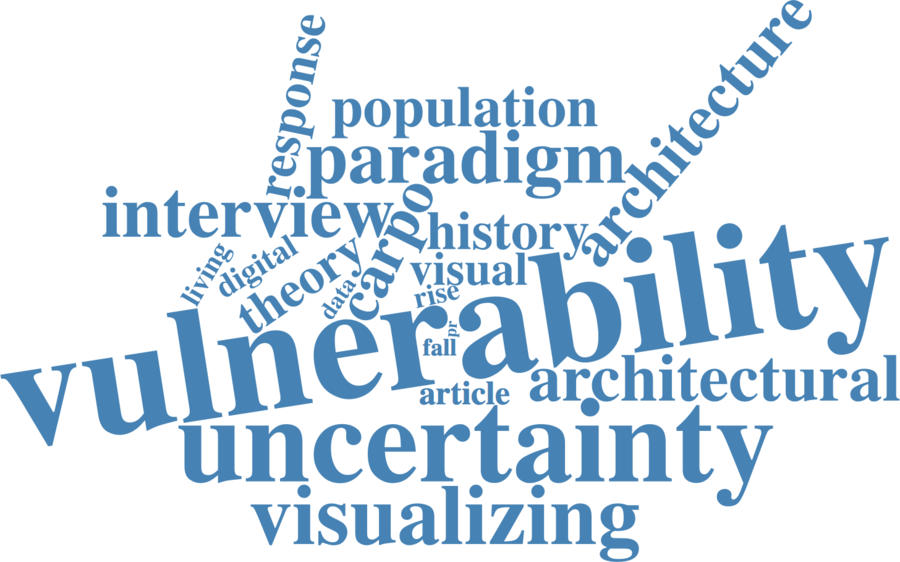 response
architecture
population
paradigm
interview
carpo
history
living
digital
theory
visual
data
rise
vulnerability
pr
fall
article
architectural
uncertainty
visualizing